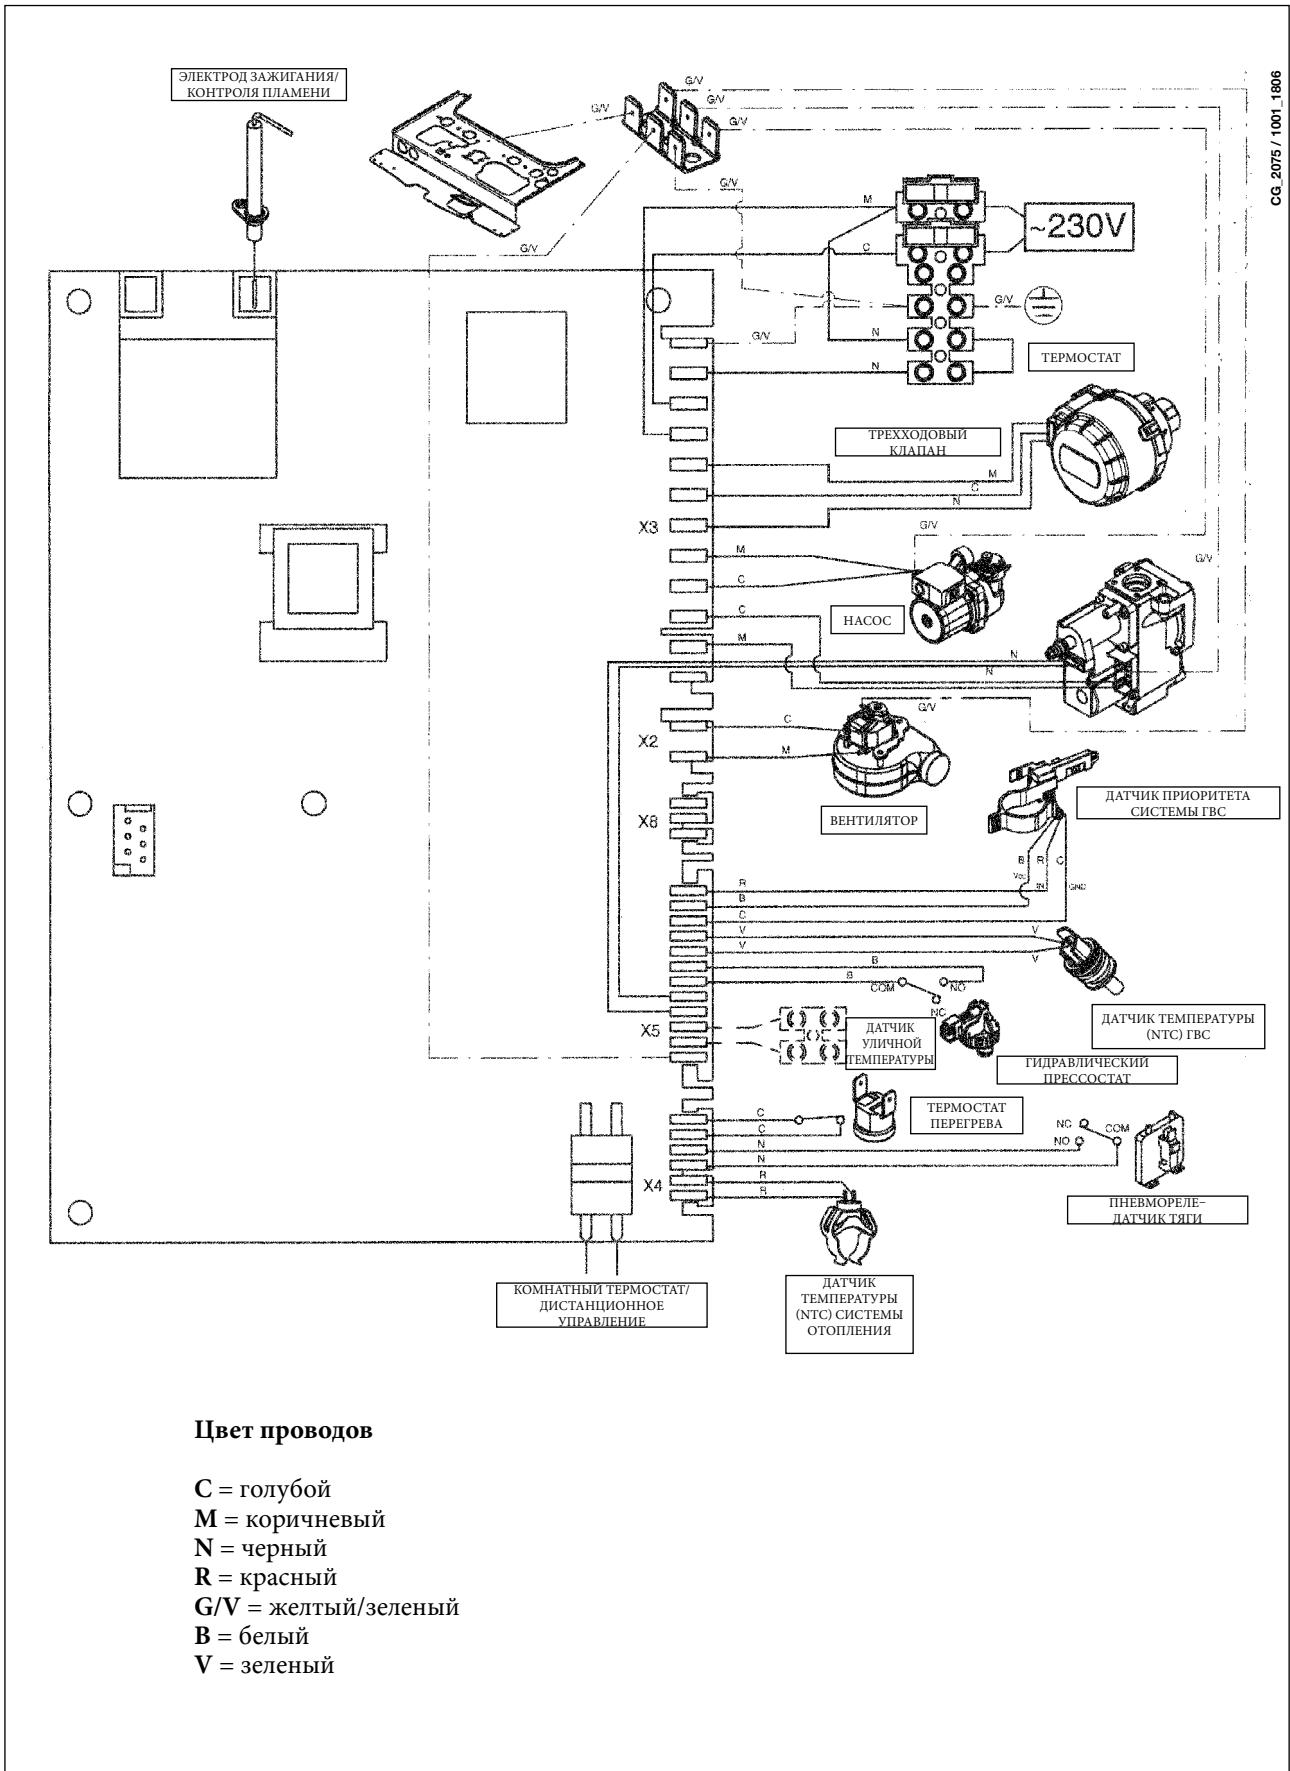 ЭЛЕКТРОД ЗАЖИГАНИЯ/
КОНТРОЛЯ ПЛАМЕНИ
CG_2075 / 1001_1806
G/V
G/V
G/V
G/V
G/V
G/V
M
C
~230V
G/V
G/V
N
N
ТЕРМОСТАТ
ТРЕХХОДОВЫЙ
КЛАПАН
M
C
N
X3
G/V
M
C
G/V
НАСОС
C
M
N
N
G/V
X2
C
M
ВЕНТИЛЯТОР
ДАТЧИК ПРИОРИТЕТА
СИСТЕМЫ ГВС
X8
B
R
C
Vcc
IN
GND
R
B
C
V
V
V
V
B
B
COM
NO
NC
ДАТЧИК ТЕМПЕРАТУРЫ
(NTC) ГВС
X5
ДАТЧИК
УЛИЧНОЙ
ТЕМПЕРАТУРЫ
ГИДРАВЛИЧЕСКИЙ
ПРЕССОСТАТ
ТЕРМОСТАТ
ПЕРЕГРЕВА
C
C
N
N
R
R
NC
NO
COM
X4
ПНЕВМОРЕЛЕ–
ДАТЧИК ТЯГИ
КОМНАТНЫЙ ТЕРМОСТАТ/
ДИСТАНЦИОННОЕ
УПРАВЛЕНИЕ
ДАТЧИК
ТЕМПЕРАТУРЫ
(NTC) СИСТЕМЫ
ОТОПЛЕНИЯ
Цвет проводов
C = голубой
M = коричневый
N = черный
R = красный
G/V = желтый/зеленый
B = белый
V = зеленый